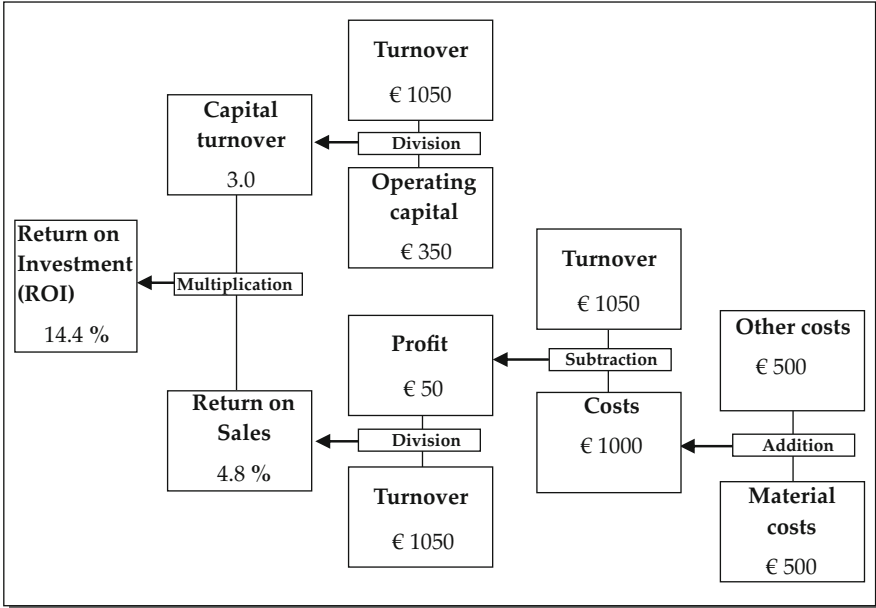 Turnover
€ 1050
Division
Operating
capital
€ 350
Capital
turnover
3.0
Return on
Investment
(ROI)
14.4 %
Multiplication
Return on
Sales
4.8 %
Profit
€ 50
Division
Turnover
€ 1050
Turnover
€ 1050
Subtraction
Costs
€ 1000
Other costs
€ 500
Addition
Material
costs
€ 500